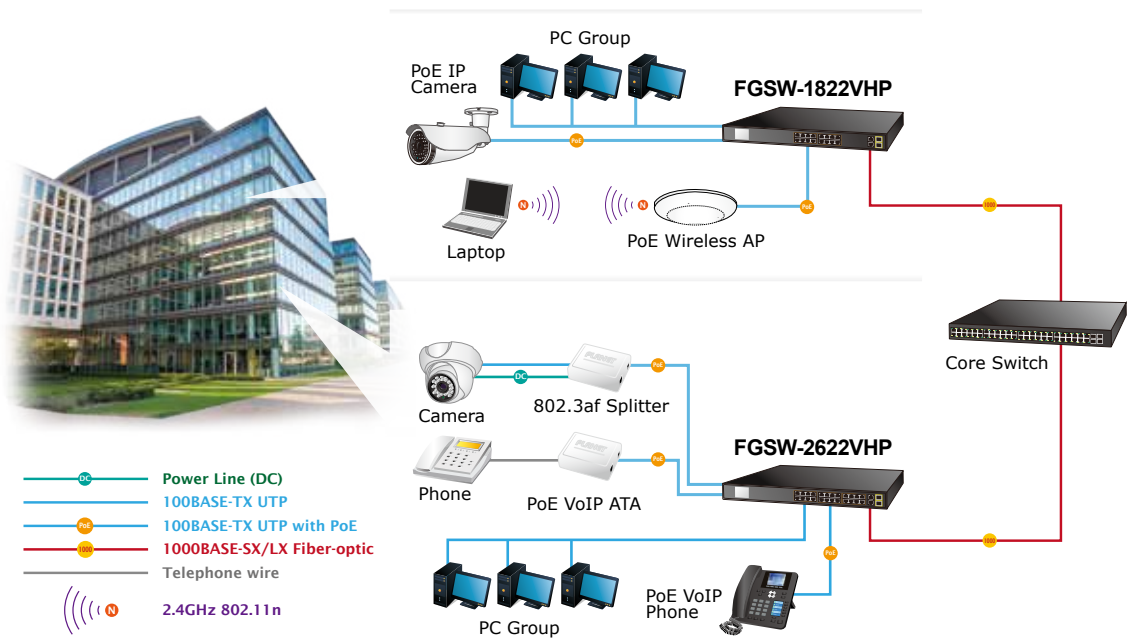 PC Group
PoE IP
Camera
FGSW-1822VHP
PoE
N
N
PoE
1000
Laptop
PoE Wireless AP
Core Switch
PLANET
PoE
DC
Camera
802.3af Splitter
FGSW-2622VHP
PLANET
PoE
Phone
PoE VoIP ATA
1000
PoE
PoE VoIP
Phone
PC Group
DC
Power Line (DC)
100BASE-TX UTP
PoE
100BASE-TX UTP with PoE
1000
1000BASE-SX/LX Fiber-optic
Telephone wire
N
2.4GHz 802.11n